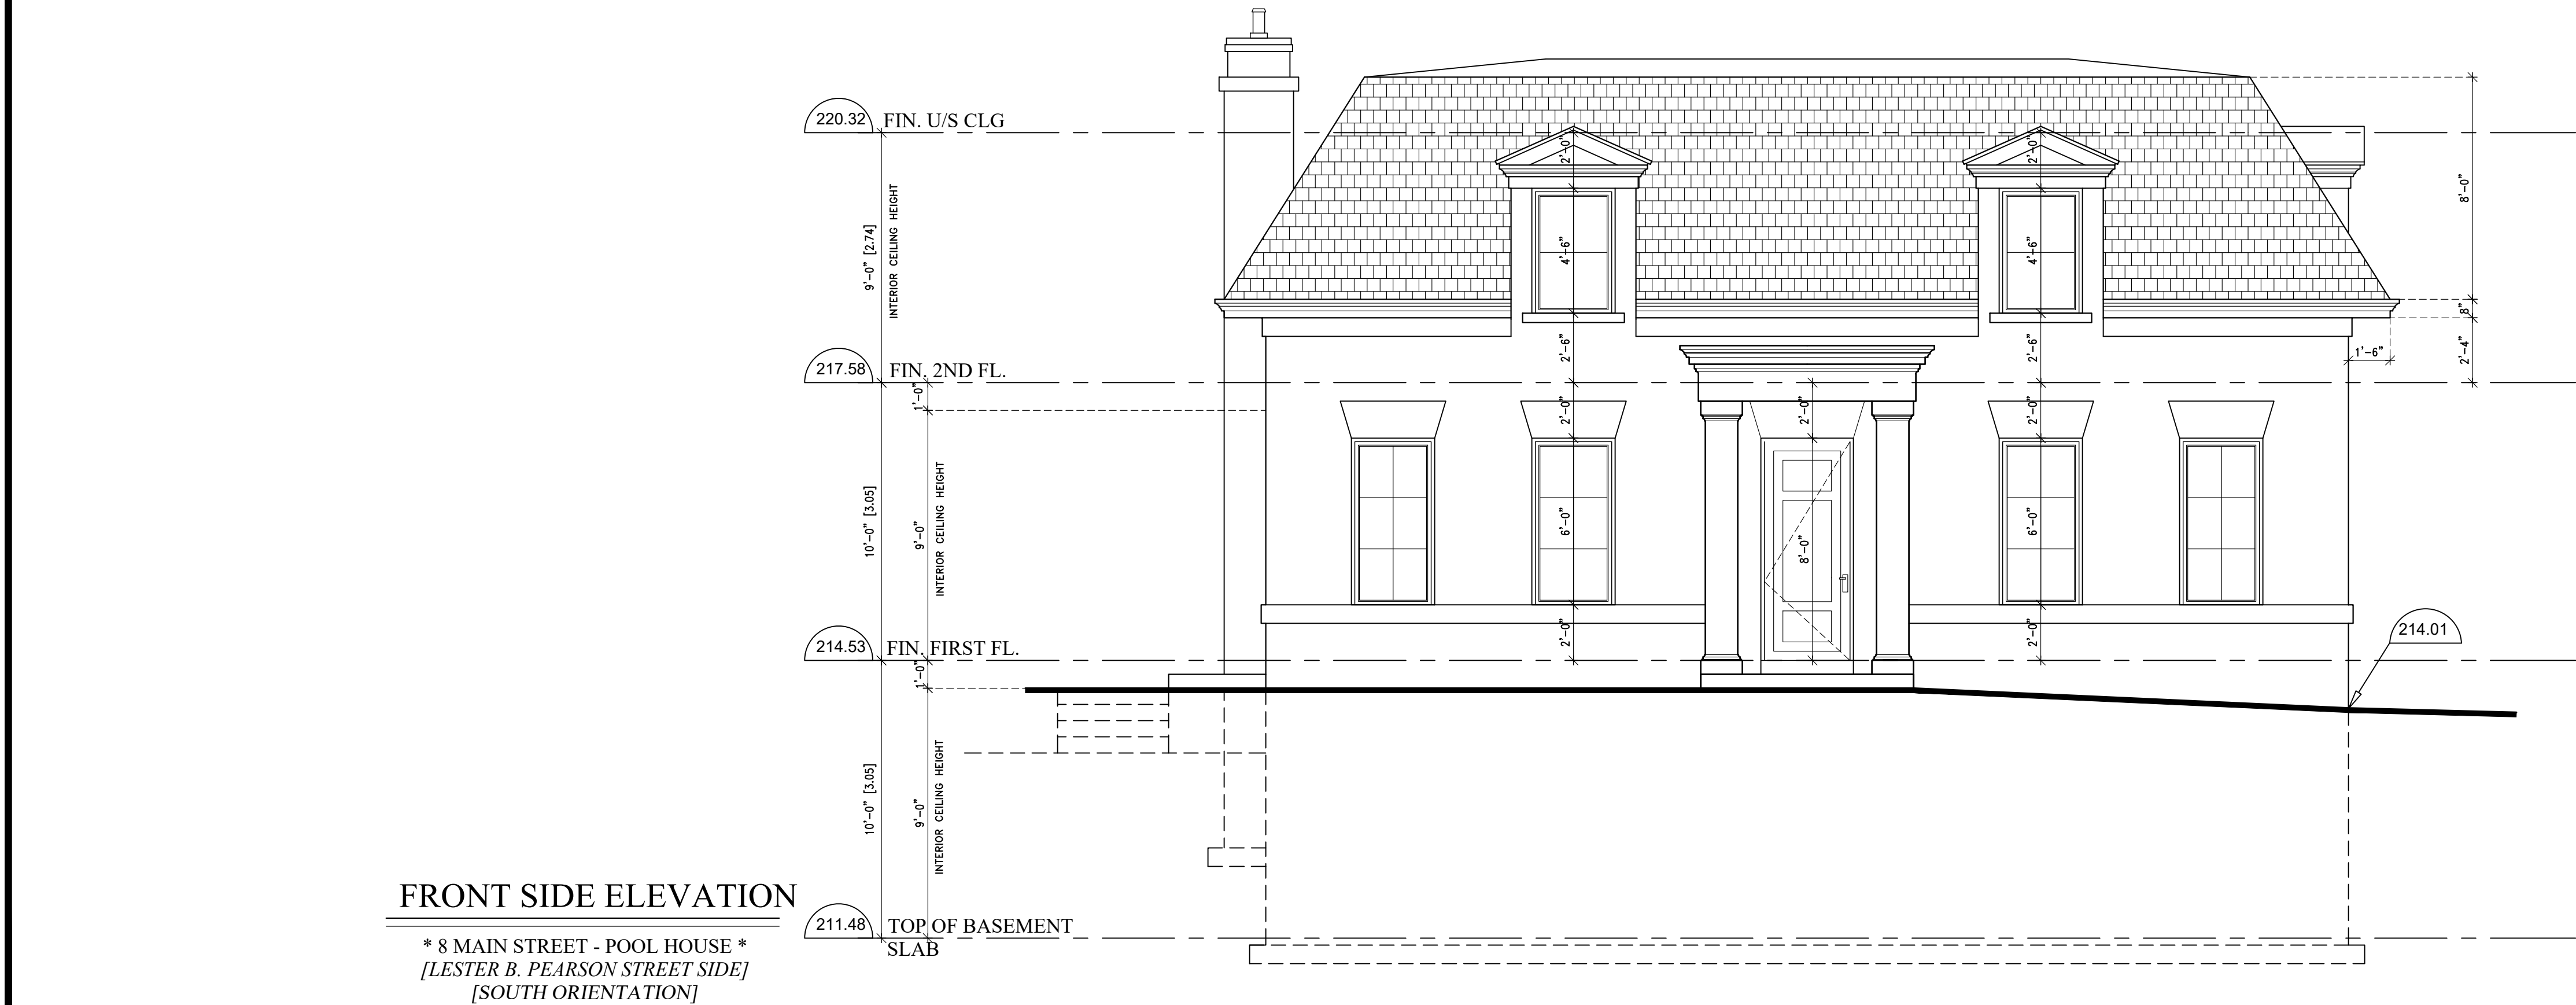 220.32 FIN. U/S CLG
9'-0" [2.74]
INTERIOR CEILING HEIGHT
217.58 FIN. 2ND FL.
1'-0"
10'-0" [3.05]
9'-0"
INTERIOR CEILING HEIGHT
214.53 FIN. FIRST FL.
1'-0"
10'-0" [3.05]
9'-0"
INTERIOR CEILING HEIGHT
211.48 TOP OF BASEMENT
SLAB
2'-0"
4'-6"
2'-6"
2'-0"
6'-0"
2'-0"
2'-0"
8'-0"
2'-0"
4'-6"
2'-6"
2'-0"
6'-0"
2'-0"
8'-0"
8"
2'-4"
1'-6"
214.01
FRONT SIDE ELEVATION
* 8 MAIN STREET - POOL HOUSE *
[LESTER B. PEARSON STREET SIDE]
[SOUTH ORIENTATION]